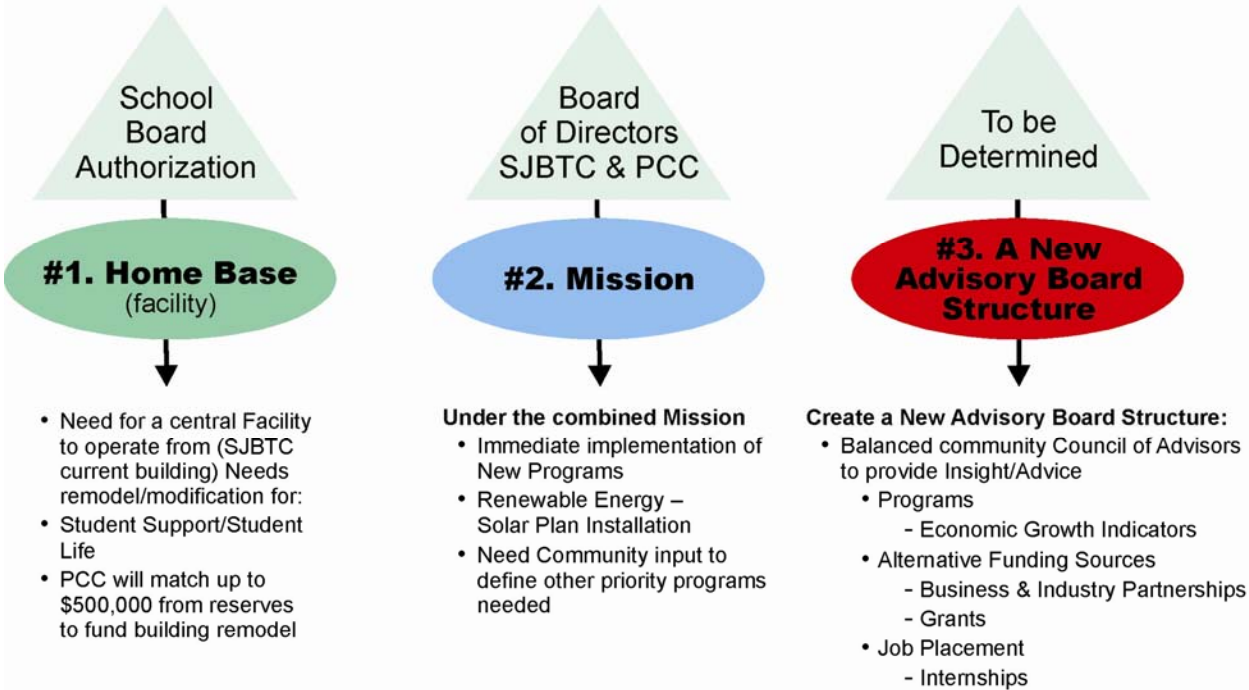 School
Board
Authorization
#1. Home Base
(facility)
• Need for a central Facility
to operate from (SJBTC
current building) Needs
remodel/modification for:
• Student Support/Student
Life
• PCC will match up to
$500,000 from reserves
to fund building remodel
Board
of Directors
SJBTC & PCC
#2. Mission
Under the combined Mission
• Immediate implementation of
New Programs
• Renewable Energy –
Solar Plan Installation
• Need Community input to
define other priority programs
needed
To be
Determined
#3. A New
Advisory Board
Structure
Create a New Advisory Board Structure:
• Balanced community Council of Advisors
to provide Insight/Advice
• Programs
- Economic Growth Indicators
• Alternative Funding Sources
- Business & Industry Partnerships
- Grants
• Job Placement
- Internships